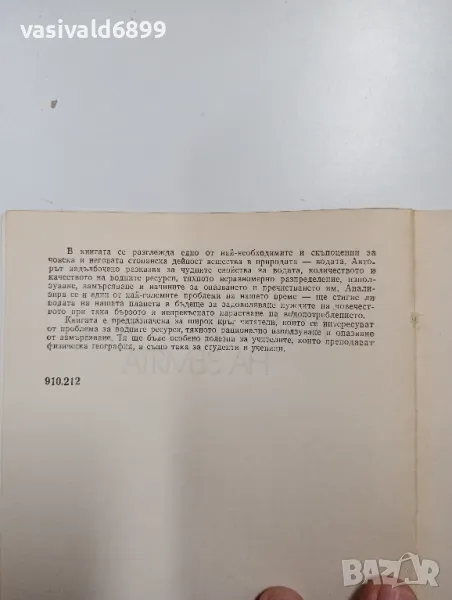 vasivald6899
В книгата се разглежда едно от най-необходимите и скъпоценни за
човека и неговата стопанска дейност вещества в природата — водата. Авто-
рът задълбочено разказва за чудните свойства на водата, количеството и
качеството на водните ресурси, тяхното неравномерно разпределение, изпол-
зуване, замърсяване и начините за опазването и пречистването им. Анали-
зира се и един от най-големите проблеми на нашето време — ще стигне ли
водата на нашата планета в бъдеще за задоволяване нуждите на човечест-
вото при така бързото и непрекъснато нарастване на водопотреблението.
Книгата е предназначена за широк кръг читатели, които се интересуват
от проблема за водните ресурси, тяхното рационално използуване и опазване
от замърсяване. Тя ще бъде особено полезна за учителите, които преподават
физическа география, а също така за студенти и ученици.
910.212
BAZAR